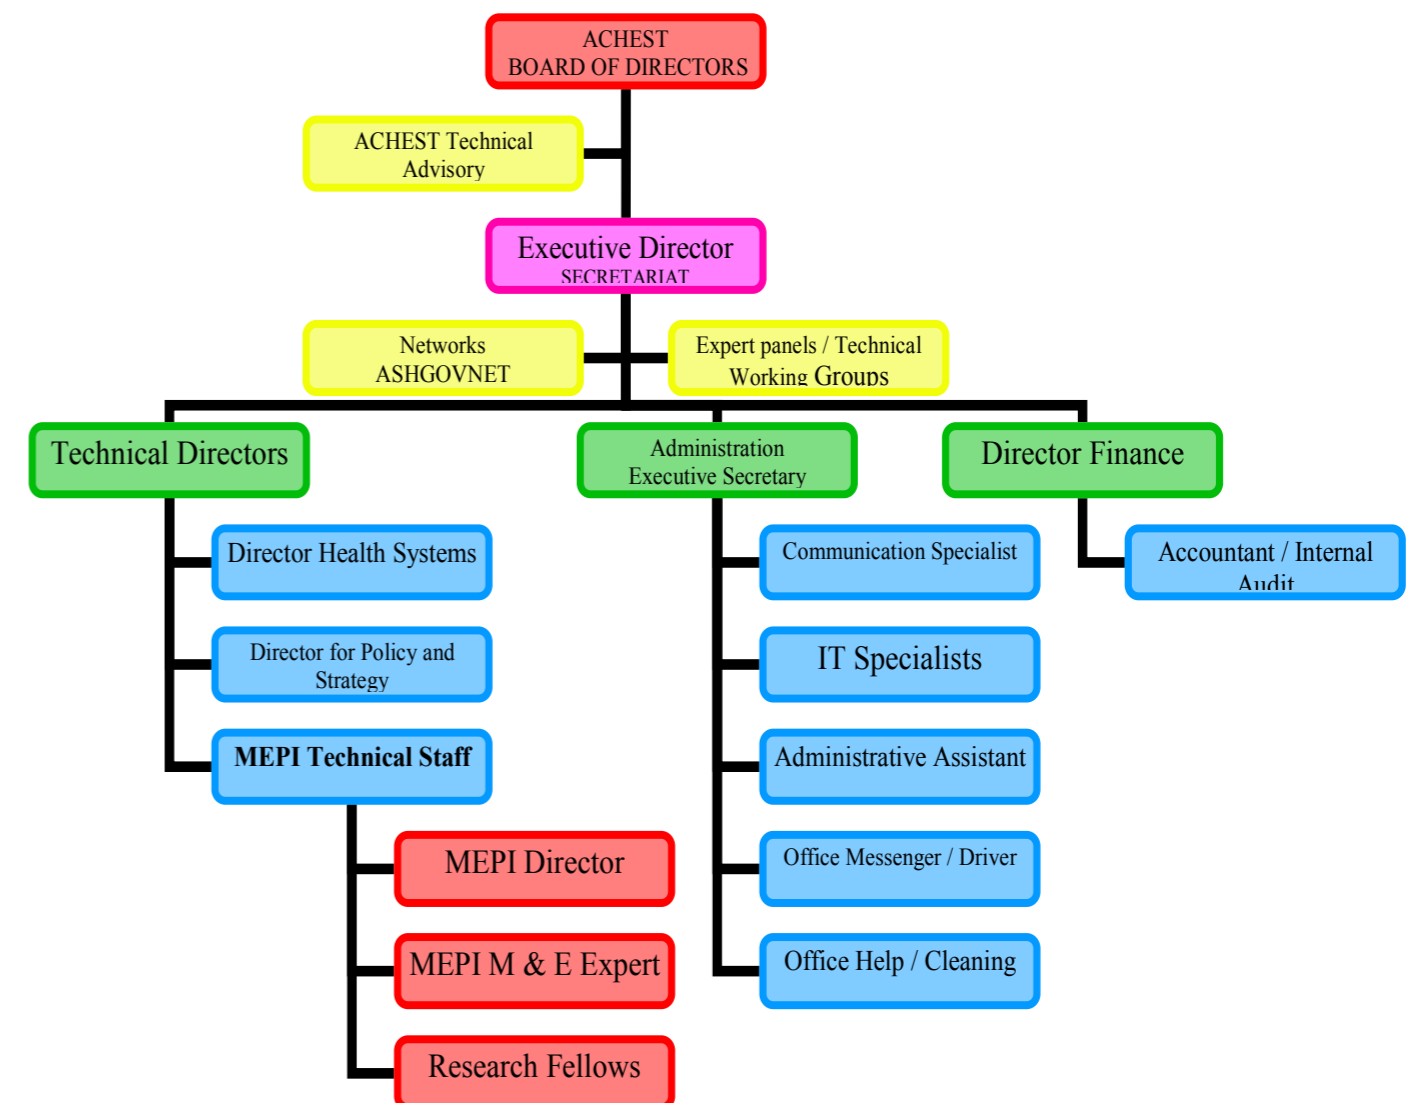 ACHEST
BOARD OF DIRECTORS
ACHEST Technical
Advisory
Executive Director
SECRETARIAT
Networks
ASHGOVNET
Expert panels / Technical
Working Groups
Technical Directors
Administration
Executive Secretary
Director Finance
Director Health Systems
Director for Policy and
Strategy
MEPI Technical Staff
MEPI Director
MEPI M & E Expert
Research Fellows
Communication Specialist
IT Specialists
Administrative Assistant
Office Messenger / Driver
Office Help / Cleaning
Accountant / Internal
Audit